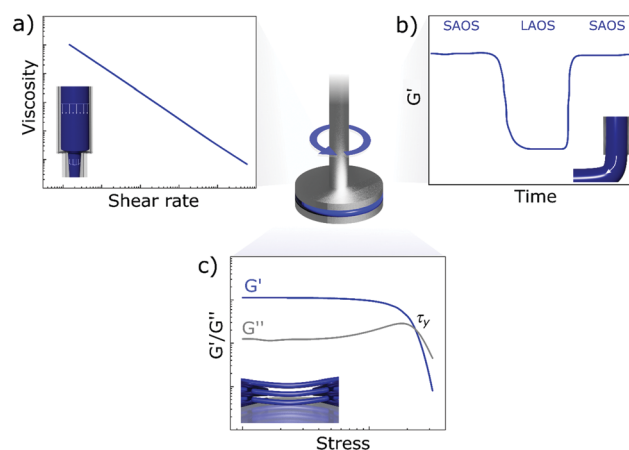 a)
Viscosity
Shear rate
b)
SAOS LAOS SAOS
G'
Time
c)
G'
G''
τy
G'/G''
Stress